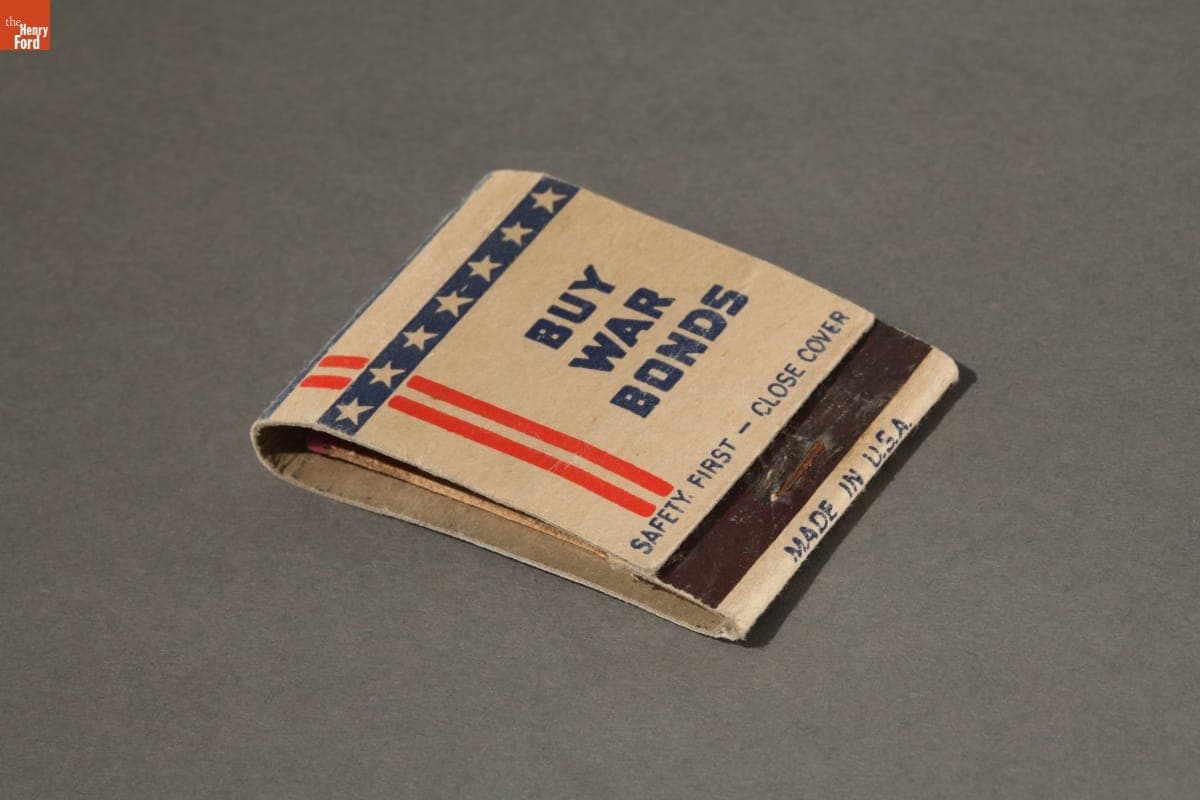 the
Henry
Ford
BUY
WAR
BONDS
SAFETY FIRST – CLOSE COVER
MADE IN U.S.A.